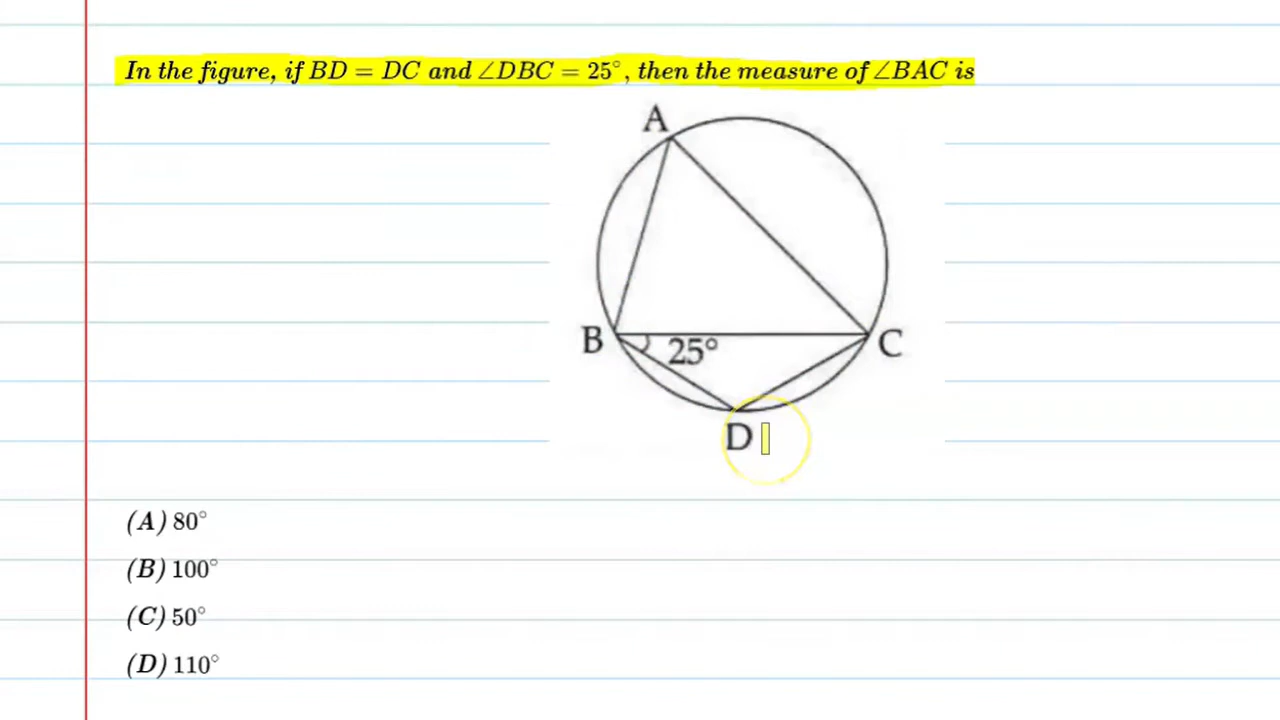 In the figure, if BD = DC and ∠DBC = 25°, then the measure of ∠BAC is
A
B
25°
C
D
(A) 80°
(B) 100°
(C) 50°
(D) 110°